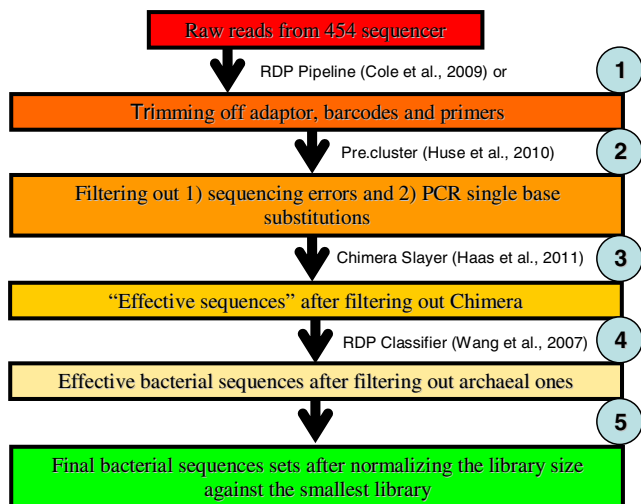 Raw reads from 454 sequencer
1
RDP Pipeline (Cole et al., 2009) or
Trimming off adaptor, barcodes and primers
2
Pre.cluster (Huse et al., 2010)
Filtering out 1) sequencing errors and 2) PCR single base
substitutions
3
Chimera Slayer (Haas et al., 2011)
“Effective sequences” after filtering out Chimera
4
RDP Classifier (Wang et al., 2007)
Effective bacterial sequences after filtering out archaeal ones
5
Final bacterial sequences sets after normalizing the library size
against the smallest library